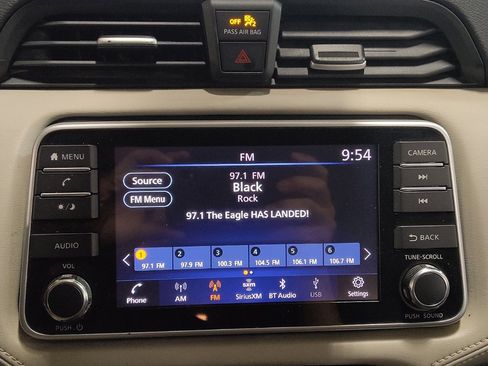 OFF
PASS AIR BAG
MENU
FM
9:54
CAMERA
Source
97.1 FM
Black
Rock
FM Menu
97.1 The Eagle HAS LANDED!
BACK
AUDIO
1 2 3 4 5 6
97.1 FM 97.9 FM 100.3 FM 104.5 FM 106.1 FM 106.7 FM
VOL
TUNE·SCROLL
sxm
Phone AM FM SiriusXM BT Audio USB Settings
PUSH
PUSH SOUND